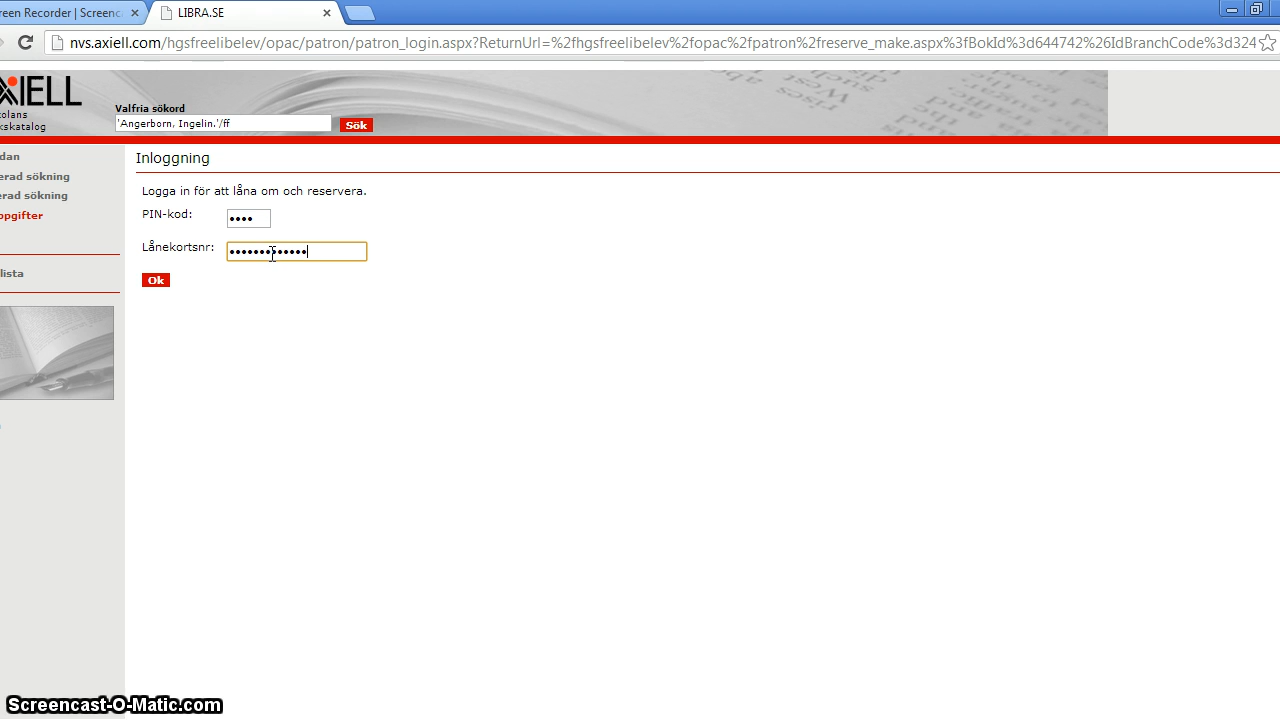 reen Recorder | Screenc
LIBRA.SE
nvs.axiell.com/hgsfreelibelev/opac/patron/patron_login.aspx?ReturnUrl=%2fhgsfreelibelev%2fopac%2fpatron%2freserve_make.aspx%3fBokId%3d644742%26IdBranchCode%3d324
XIELL
olans
kskatalog
Valfria sökord
'Angerborn, Ingelin.'/ff
Sök
dan
erad sökning
erad sökning
ppgifter
lista
Inloggning
Logga in för att låna om och reservera.
PIN-kod:
Lånekortsnr:
Ok
Screencast-O-Matic.com